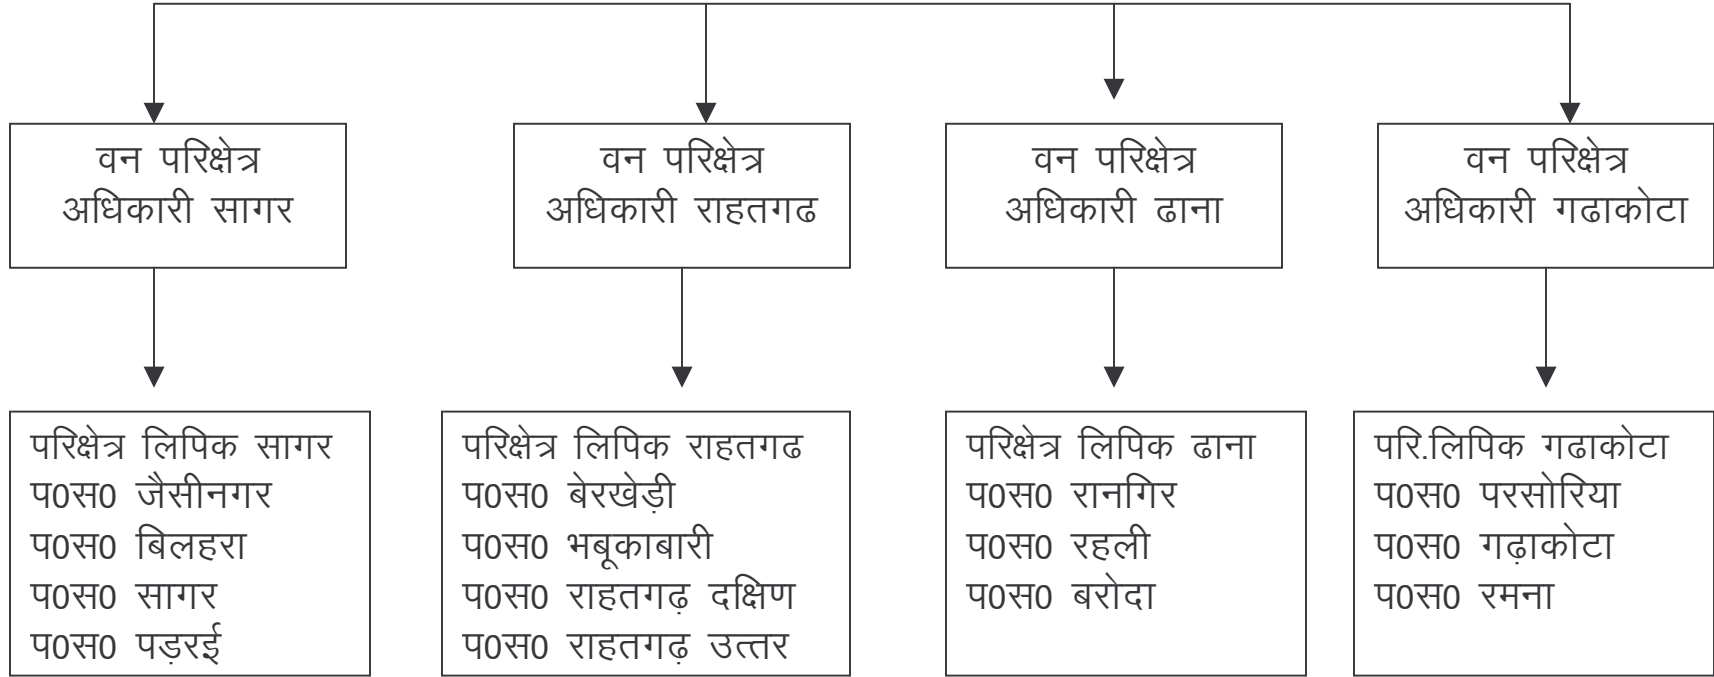 वन परिक्षेत्र
अधिकारी सागर
वन परिक्षेत्र
अधिकारी राहतगढ
वन परिक्षेत्र
अधिकारी ढाना
वन परिक्षेत्र
अधिकारी गढाकोटा
परिक्षेत्र लिपिक सागर
प0स0 जैसीनगर
प0स0 बिलहरा
प0स0 सागर
प0स0 पड़रई
परिक्षेत्र लिपिक राहतगढ
प0स0 बेरखेड़ी
प0स0 भबूकाबारी
प0स0 राहतगढ़ दक्षिण
प0स0 राहतगढ़ उत्तर
परिक्षेत्र लिपिक ढाना
प0स0 रानगिर
प0स0 रहली
प0स0 बरोदा
परि.लिपिक गढाकोटा
प0स0 परसोरिया
प0स0 गढ़ाकोटा
प0स0 रमना